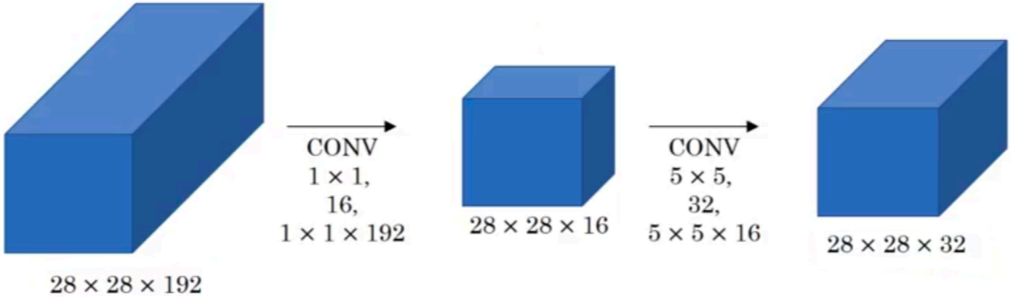 28 × 28 × 192
CONV
1 × 1,
16,
1 × 1 × 192
28 × 28 × 16
CONV
5 × 5,
32,
5 × 5 × 16
28 × 28 × 32